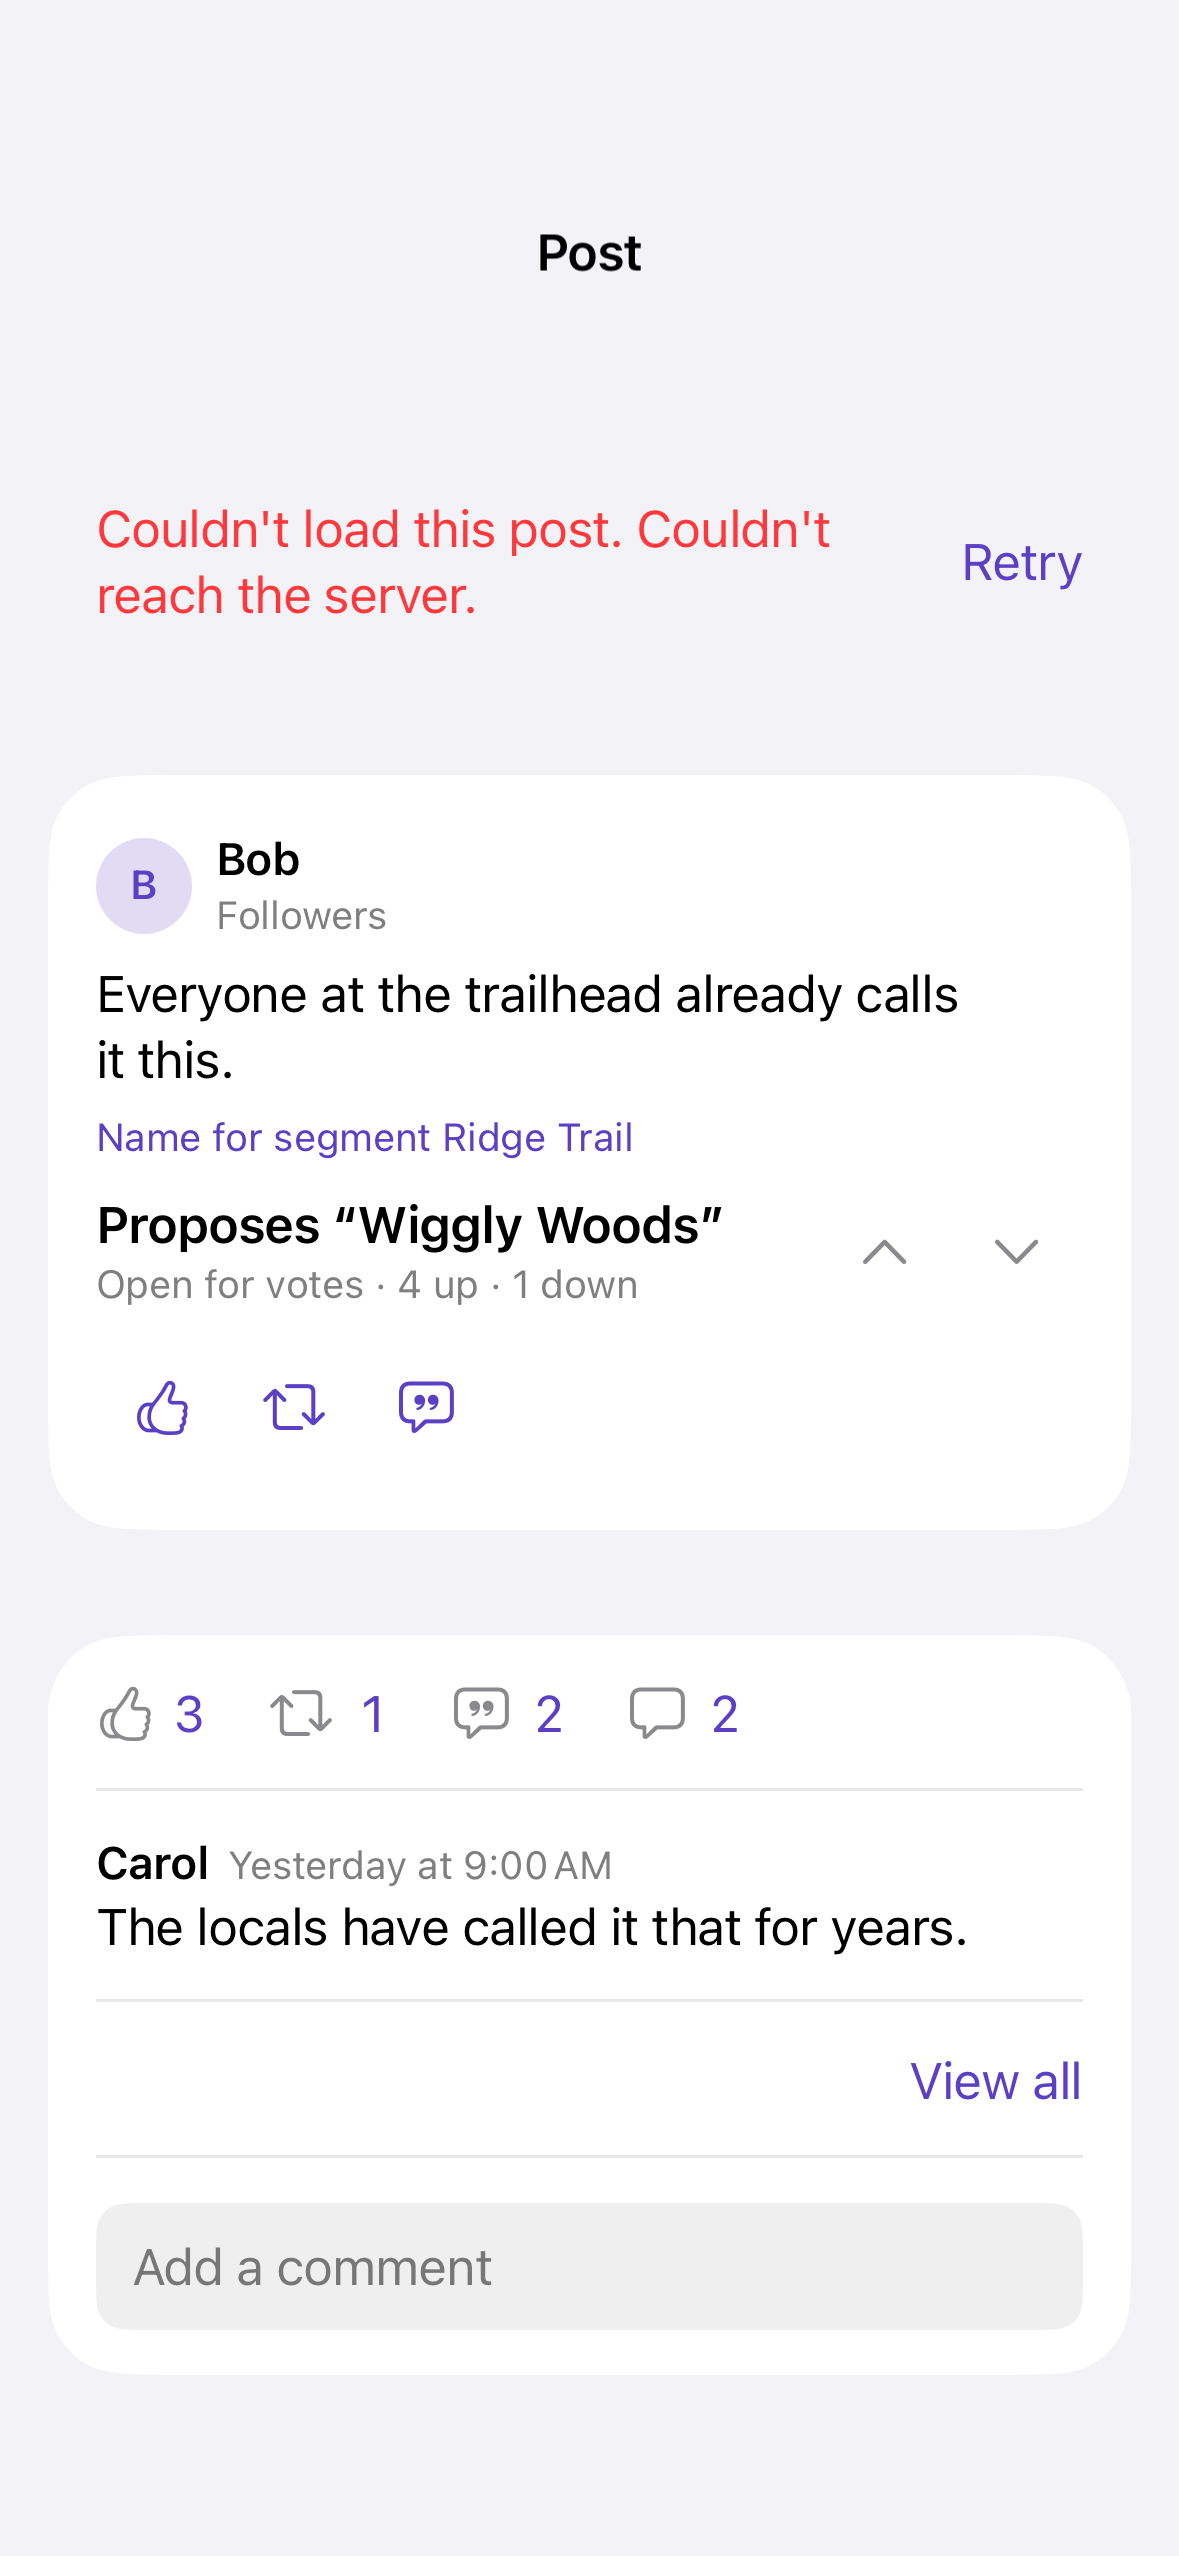 Post
Couldn't load this post. Couldn't
reach the server.
Retry
B
Bob
Followers
Everyone at the trailhead already calls
it this.
Name for segment Ridge Trail
Proposes “Wiggly Woods”
Open for votes · 4 up · 1 down
3 1 2 2
Carol Yesterday at 9:00 AM
The locals have called it that for years.
View all
Add a comment